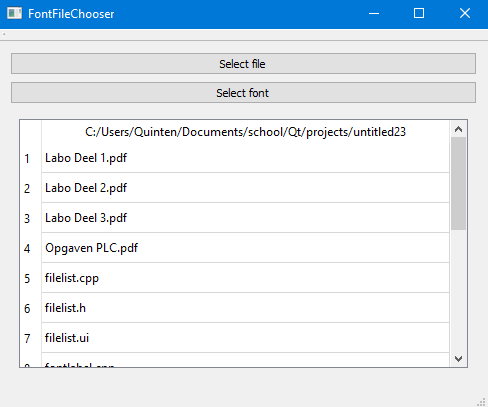 FontFileChooser
Select file
Select font
C:/Users/Quinten/Documents/school/Qt/projects/untitled23
1 Labo Deel 1.pdf
2 Labo Deel 2.pdf
3 Labo Deel 3.pdf
4 Opgaven PLC.pdf
5 filelist.cpp
6 filelist.h
7 filelist.ui